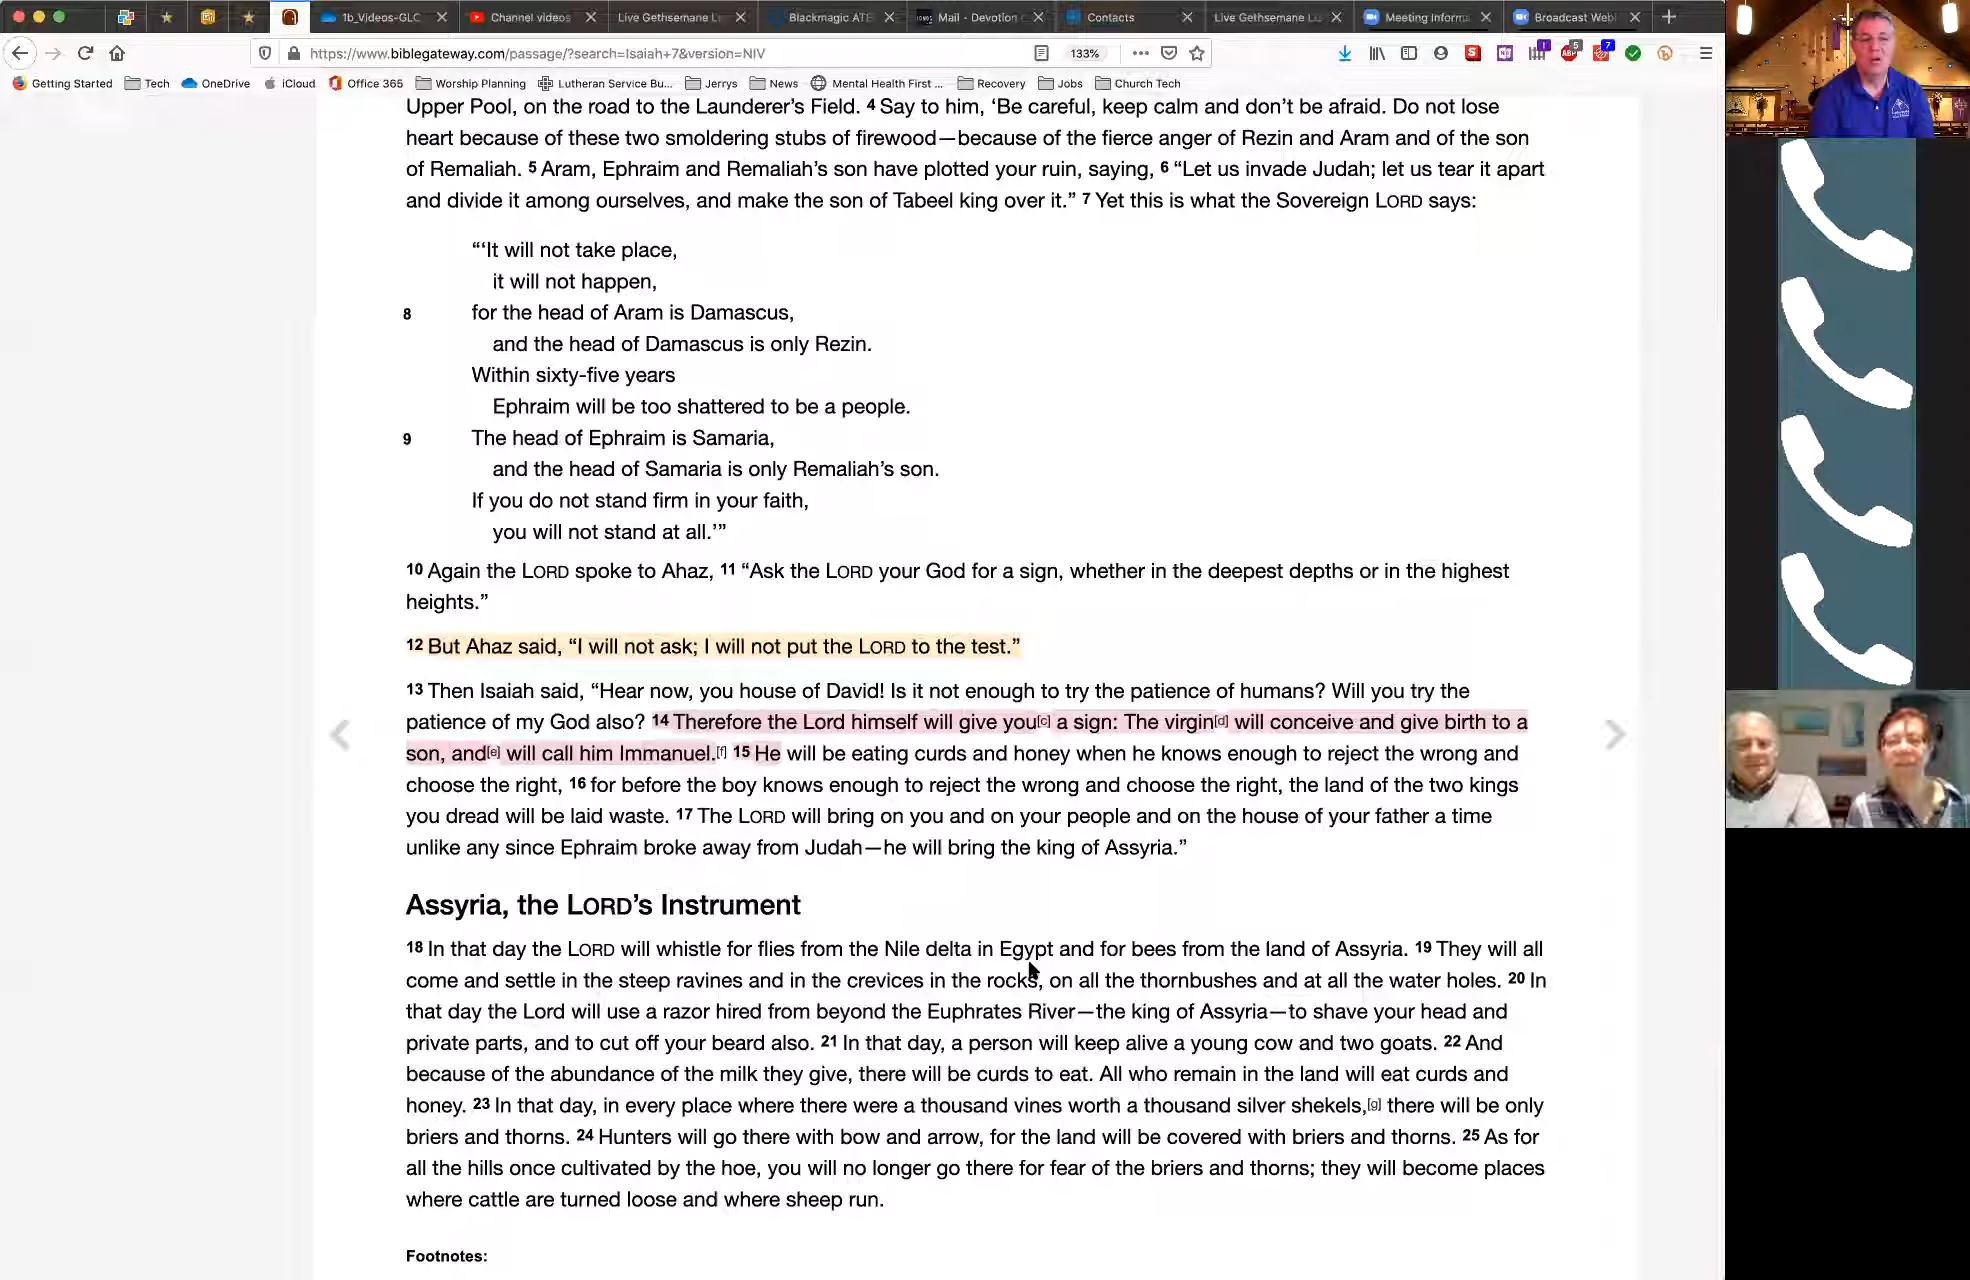 1b_Videos-GLC
Channel videos
Live Gethsemane L
Blackmagic ATE
Mail - Devotion
Contacts
Live Gethsemane Lu
Meeting Informa
Broadcast Web
https://www.biblegateway.com/passage/?search=Isaiah+7&version=NIV
133%
Getting Started Tech OneDrive iCloud Office 365 Worship Planning Lutheran Service Bu... Jerrys News Mental Health First ... Recovery Jobs Church Tech
Upper Pool, on the road to the Launderer’s Field. 4 Say to him, ‘Be careful, keep calm and don’t be afraid. Do not lose
heart because of these two smoldering stubs of firewood—because of the fierce anger of Rezin and Aram and of the son
of Remaliah. 5 Aram, Ephraim and Remaliah’s son have plotted your ruin, saying, 6 “Let us invade Judah; let us tear it apart
and divide it among ourselves, and make the son of Tabeel king over it.” 7 Yet this is what the Sovereign LORD says:
“‘It will not take place,
it will not happen,
8 for the head of Aram is Damascus,
and the head of Damascus is only Rezin.
Within sixty-five years
Ephraim will be too shattered to be a people.
9 The head of Ephraim is Samaria,
and the head of Samaria is only Remaliah’s son.
If you do not stand firm in your faith,
you will not stand at all.’”
10 Again the LORD spoke to Ahaz, 11 “Ask the LORD your God for a sign, whether in the deepest depths or in the highest
heights.”
12 But Ahaz said, “I will not ask; I will not put the LORD to the test.”
13 Then Isaiah said, “Hear now, you house of David! Is it not enough to try the patience of humans? Will you try the
patience of my God also? 14 Therefore the Lord himself will give you[c] a sign: The virgin[d] will conceive and give birth to a
son, and[e] will call him Immanuel.[f] 15 He will be eating curds and honey when he knows enough to reject the wrong and
choose the right, 16 for before the boy knows enough to reject the wrong and choose the right, the land of the two kings
you dread will be laid waste. 17 The LORD will bring on you and on your people and on the house of your father a time
unlike any since Ephraim broke away from Judah—he will bring the king of Assyria.”
Assyria, the LORD’s Instrument
18 In that day the LORD will whistle for flies from the Nile delta in Egypt and for bees from the land of Assyria. 19 They will all
come and settle in the steep ravines and in the crevices in the rocks, on all the thornbushes and at all the water holes. 20 In
that day the Lord will use a razor hired from beyond the Euphrates River—the king of Assyria—to shave your head and
private parts, and to cut off your beard also. 21 In that day, a person will keep alive a young cow and two goats. 22 And
because of the abundance of the milk they give, there will be curds to eat. All who remain in the land will eat curds and
honey. 23 In that day, in every place where there were a thousand vines worth a thousand silver shekels,[g] there will be only
briers and thorns. 24 Hunters will go there with bow and arrow, for the land will be covered with briers and thorns. 25 As for
all the hills once cultivated by the hoe, you will no longer go there for fear of the briers and thorns; they will become places
where cattle are turned loose and where sheep run.
Footnotes: